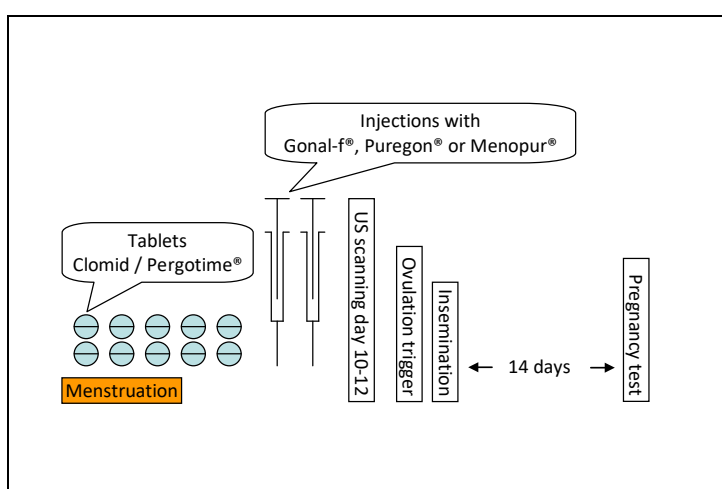 Injections with
Gonal-f®, Puregon® or Menopur®
Tablets
Clomid / Pergotime®
US scanning day 10-12
Ovulation trigger
Insemination
14 days
Pregnancy test
Menstruation